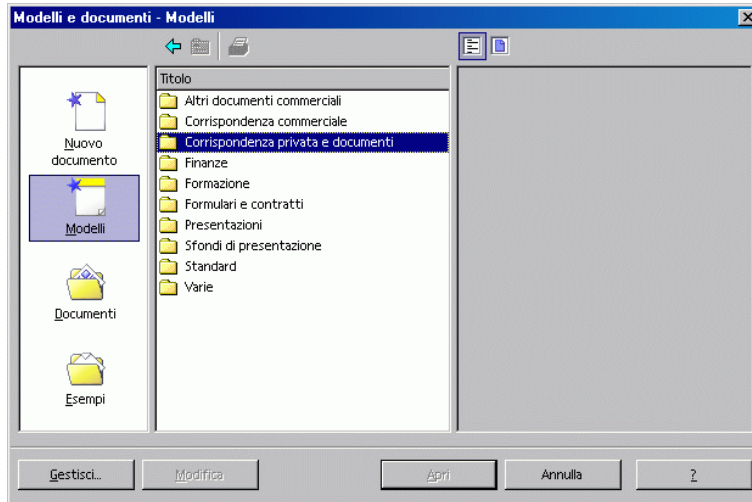 Modelli e documenti - Modelli
Titolo
Nuovo
documento
Modelli
Documenti
Esempi
Altri documenti commerciali
Corrispondenza commerciale
Corrispondenza privata e documenti
Finanze
Formazione
Formulari e contratti
Presentazioni
Sfondi di presentazione
Standard
Varie
Gestisci...
Modifica
Apri
Annulla
?